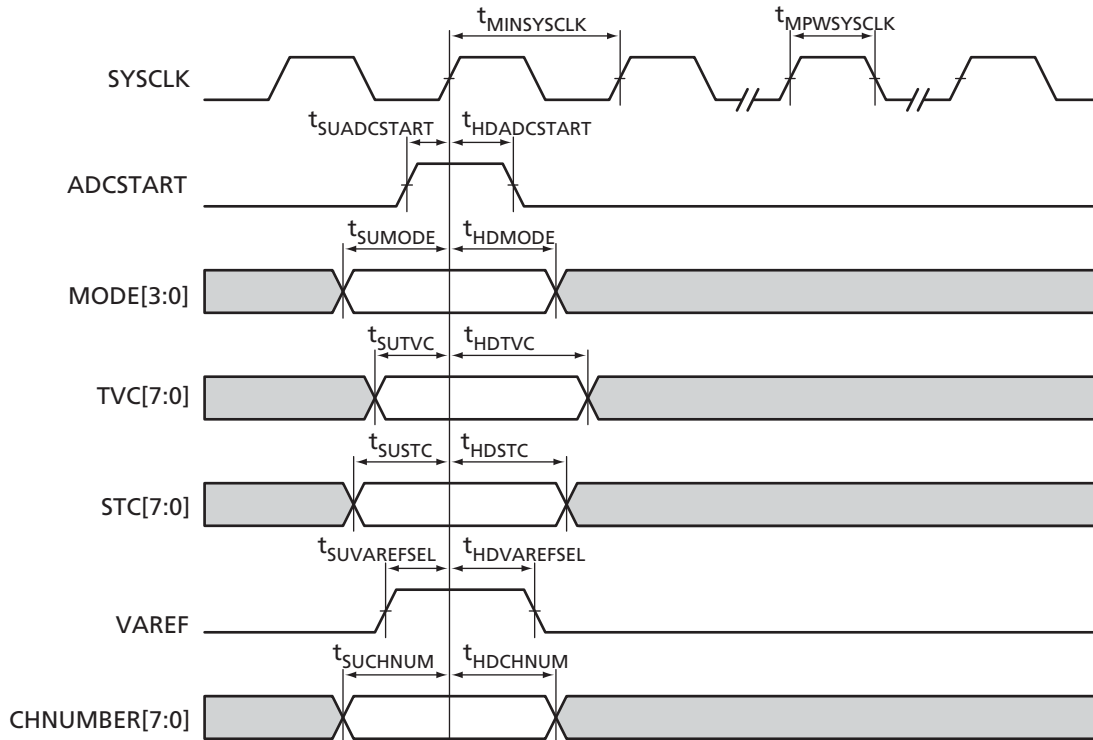 tMINSYSCLK
tMPWSYSCLK
SYSCLK
tSUADCSTART
tHDADCSTART
ADCSTART
tSUMODE
tHDMODE
MODE[3:0]
tSUTVC
tHDTVC
TVC[7:0]
tSUSTC
tHDSTC
STC[7:0]
tSUVAREFSEL
tHDVAREFSEL
VAREF
tSUCHNUM
tHDCHNUM
CHNUMBER[7:0]